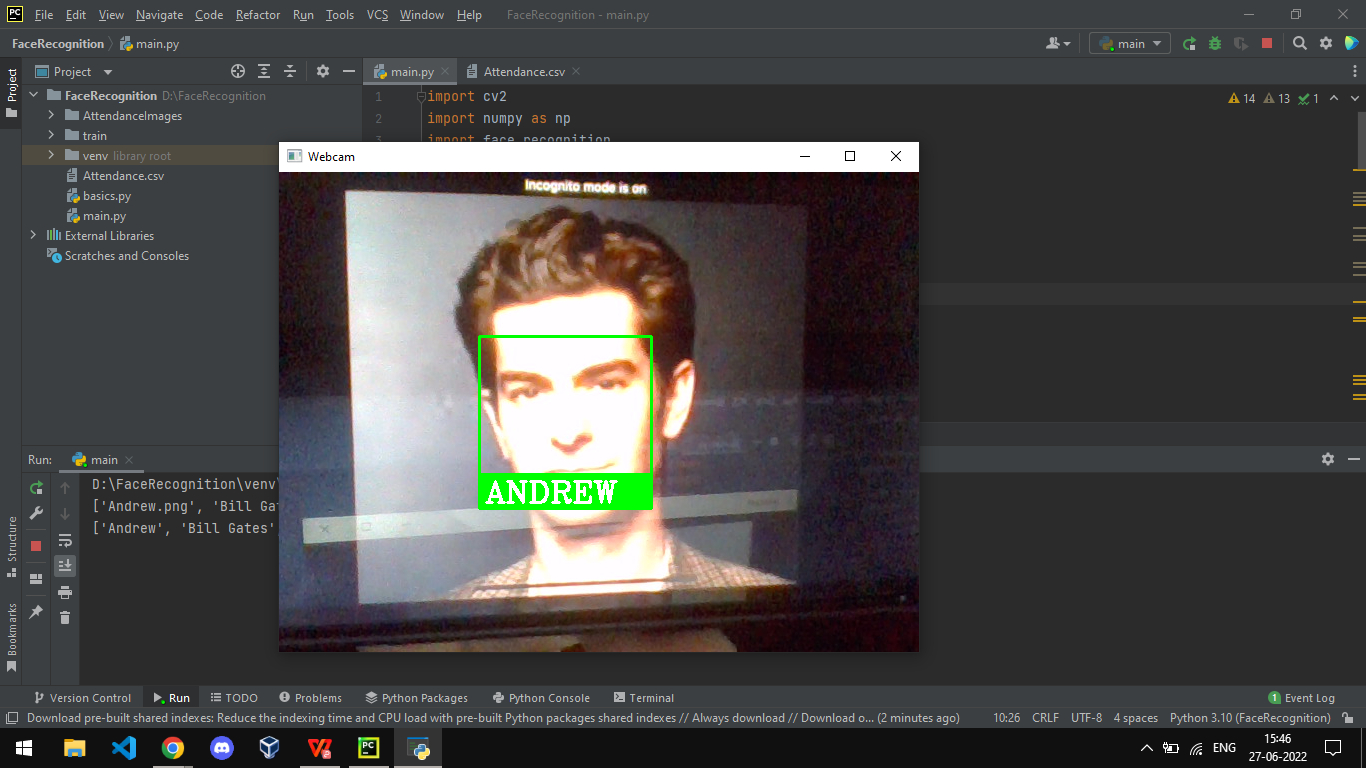 PC File Edit View Navigate Code Refactor Run Tools VCS Window Help FaceRecognition - main.py
FaceRecognition main.py main
Project main.py Attendance.csv
FaceRecognition D:\FaceRecognition
AttendanceImages
train
venv library root
Attendance.csv
basics.py
main.py
External Libraries
Scratches and Consoles
1 import cv2
2 import numpy as np
3 import face_recognition
14 13 1
Webcam
Incognito mode is on
ANDREW
Run: main
D:\FaceRecognition\venv\
['Andrew.png', 'Bill Gat
['Andrew', 'Bill Gates',
Project
Structure
Bookmarks
Version Control Run TODO Problems Python Packages Python Console Terminal 1 Event Log
Download pre-built shared indexes: Reduce the indexing time and CPU load with pre-built Python packages shared indexes // Always download // Download o... (2 minutes ago) 10:26 CRLF UTF-8 4 spaces Python 3.10 (FaceRecognition)
PC ENG 15:46
27-06-2022